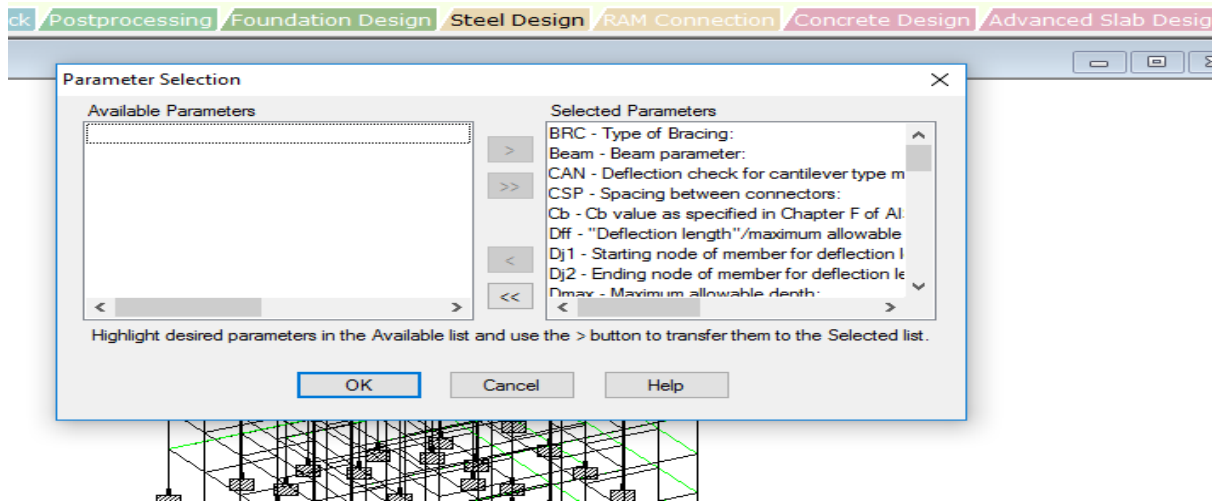 ck Postprocessing Foundation Design Steel Design RAM Connection Concrete Design Advanced Slab Desig
Parameter Selection
Available Parameters
Selected Parameters
>
>>
<
<<
BRC - Type of Bracing:
Beam - Beam parameter:
CAN - Deflection check for cantilever type m
CSP - Spacing between connectors:
Cb - Cb value as specified in Chapter F of AI
Dff - "Deflection length"/maximum allowable
Dj1 - Starting node of member for deflection l
Dj2 - Ending node of member for deflection le
Dmax - Maximum allowable depth:
Highlight desired parameters in the Available list and use the > button to transfer them to the Selected list.
OK
Cancel
Help